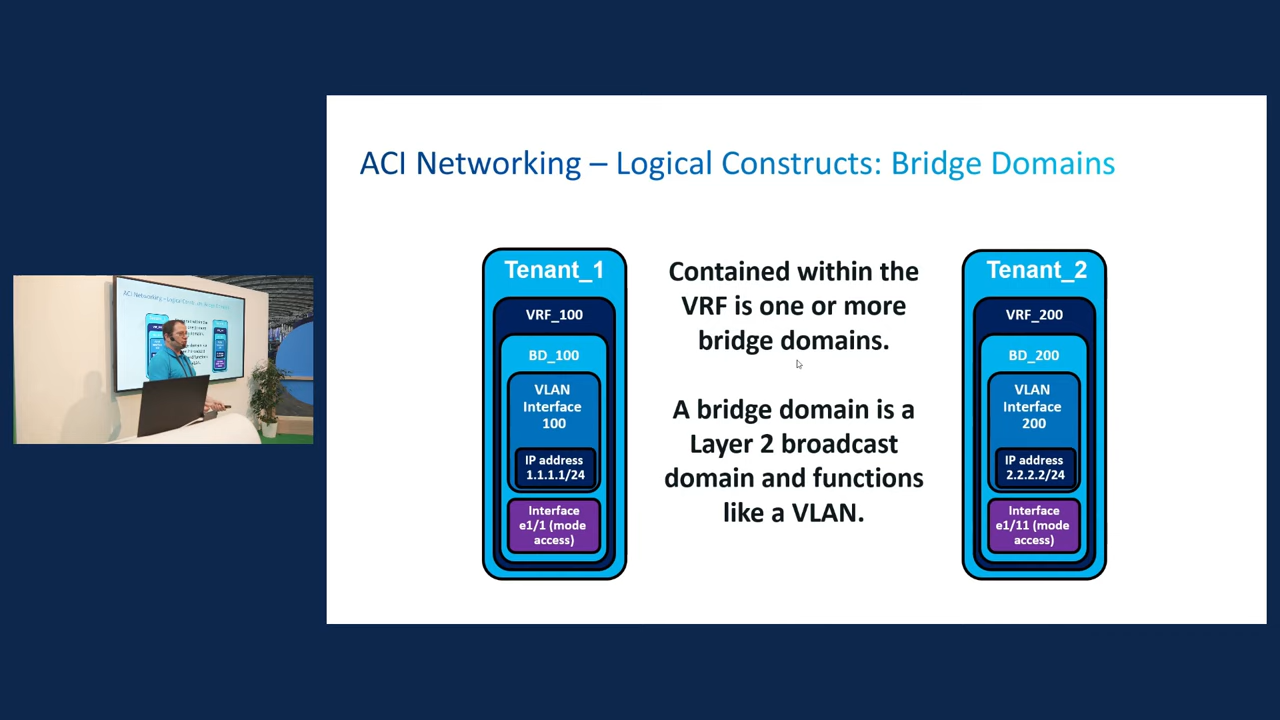 ACI Networking – Logical Constructs: Bridge Domains
Tenant_1
VRF_100
BD_100
VLAN
Interface
100
IP address
1.1.1.1/24
Interface
e1/1 (mode
access)
Contained within the
VRF is one or more
bridge domains.
A bridge domain is a
Layer 2 broadcast
domain and functions
like a VLAN.
Tenant_2
VRF_200
BD_200
VLAN
Interface
200
IP address
2.2.2.2/24
Interface
e1/11 (mode
access)